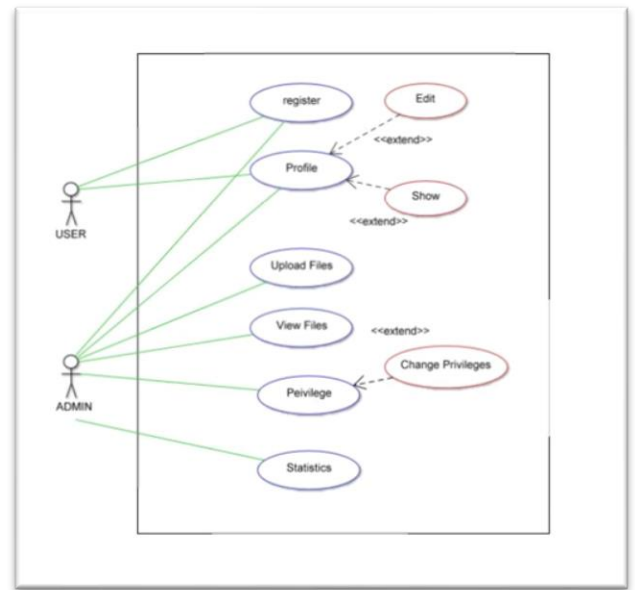 register
Edit
<<extend>>
Profile
Show
<<extend>>
USER
Upload Files
View Files
<<extend>>
Change Privileges
Peivilege
ADMIN
Statistics